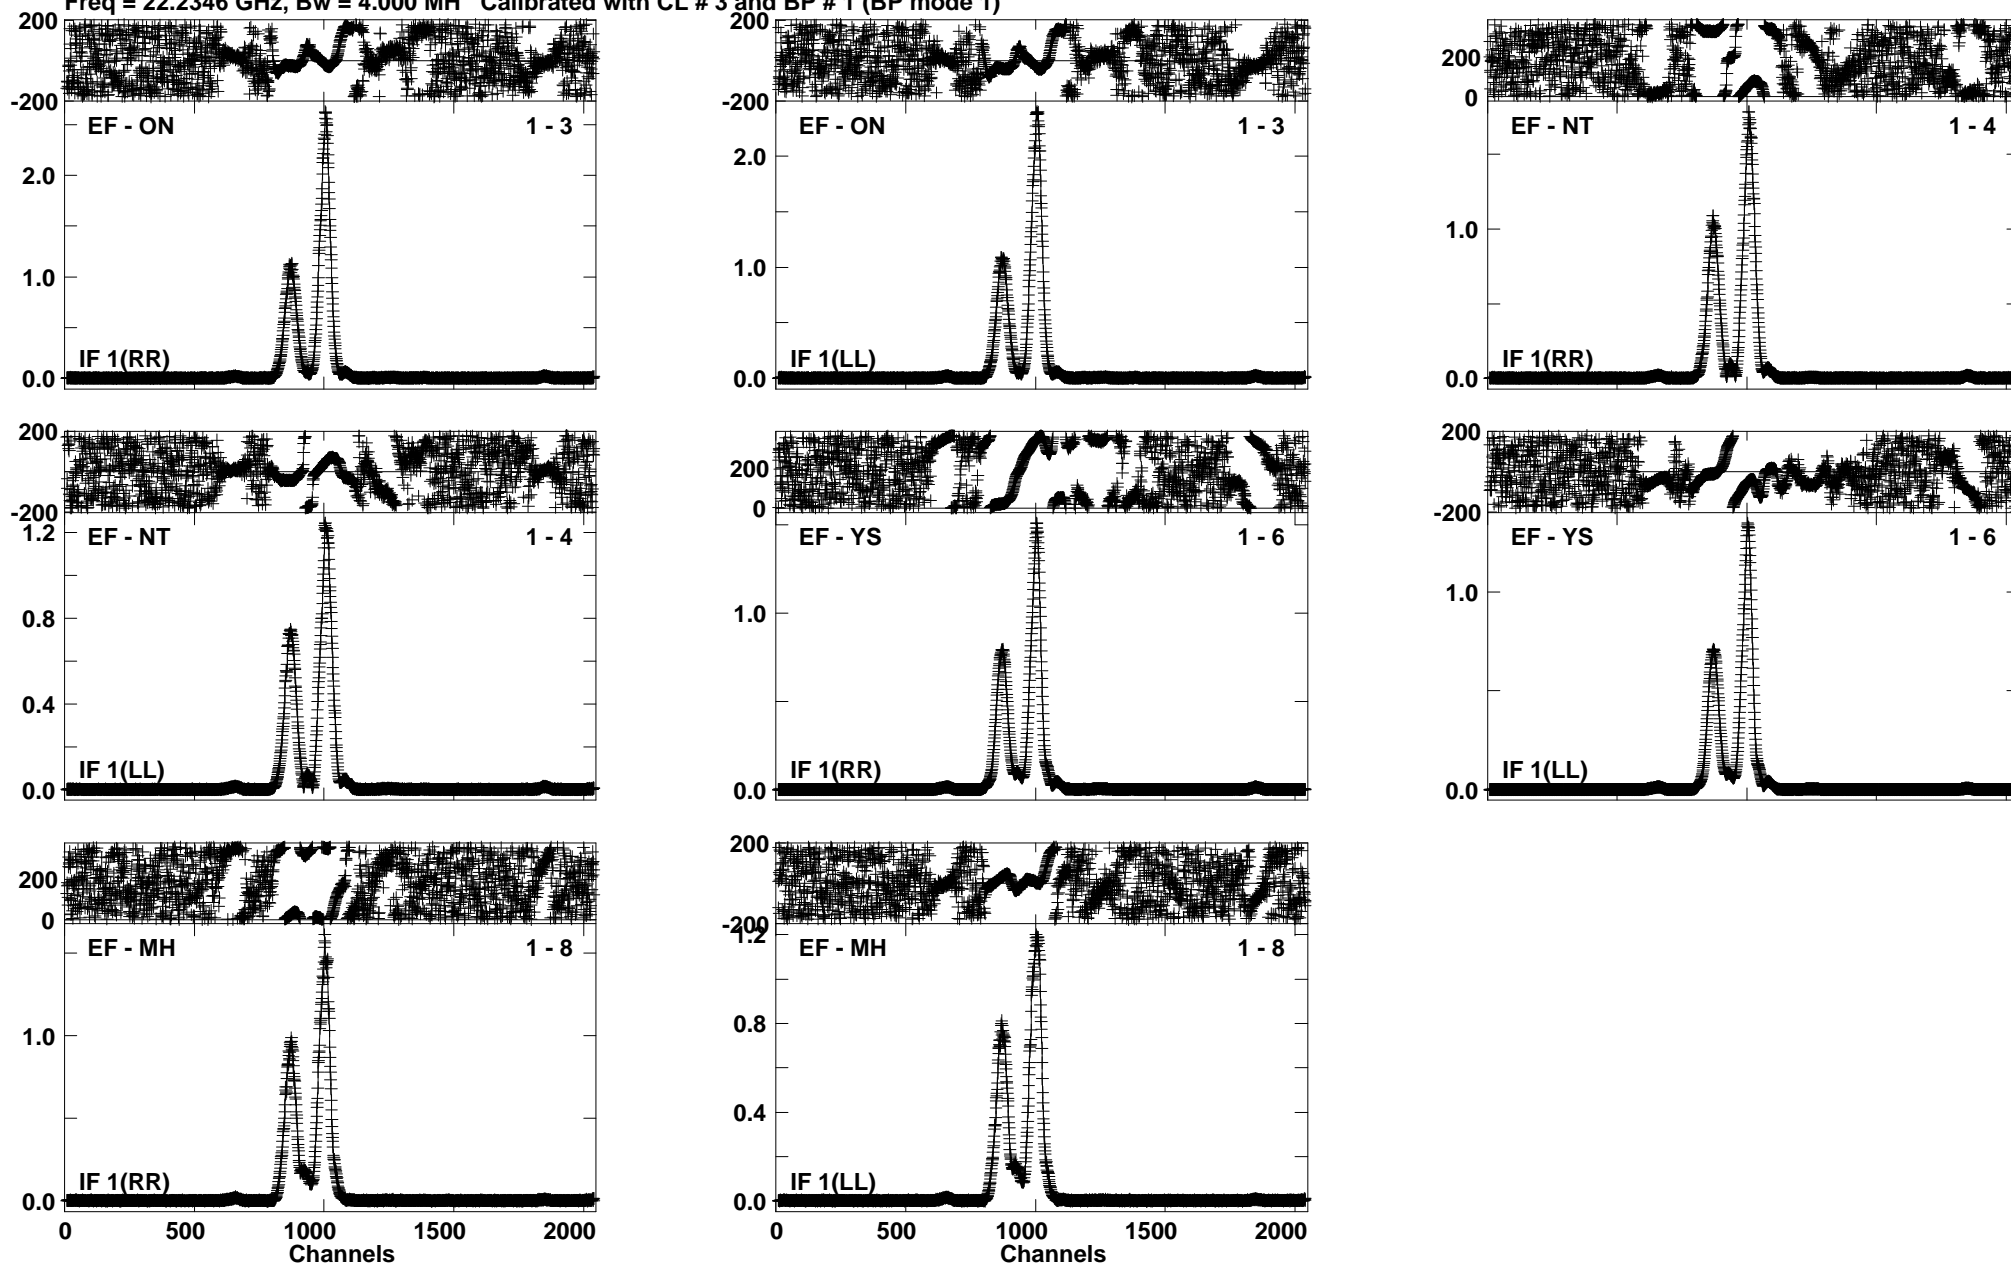 Freq = 22.2346 GHz, Bw = 4.000 MH Calibrated with CL # 3 and BP # 1 (BP mode 1)
200
-200
EF - ON 1 - 3
2.0
1.0
0.0
IF 1(RR)
200
-200
EF - ON 1 - 3
2.0
1.0
0.0
IF 1(LL)
200
0
EF - NT 1 - 4
1.0
0.0
IF 1(RR)
200
-200
EF - NT 1 - 4
1.2
0.8
0.4
0.0
IF 1(LL)
200
0
EF - YS 1 - 6
1.0
0.0
IF 1(RR)
200
-200
EF - YS 1 - 6
1.0
0.0
IF 1(LL)
200
0
EF - MH 1 - 8
1.0
0.0
IF 1(RR)
0 500 1000 1500 2000
Channels
200
-200
1.2
EF - MH 1 - 8
0.8
0.4
0.0
IF 1(LL)
0 500 1000 1500 2000
Channels